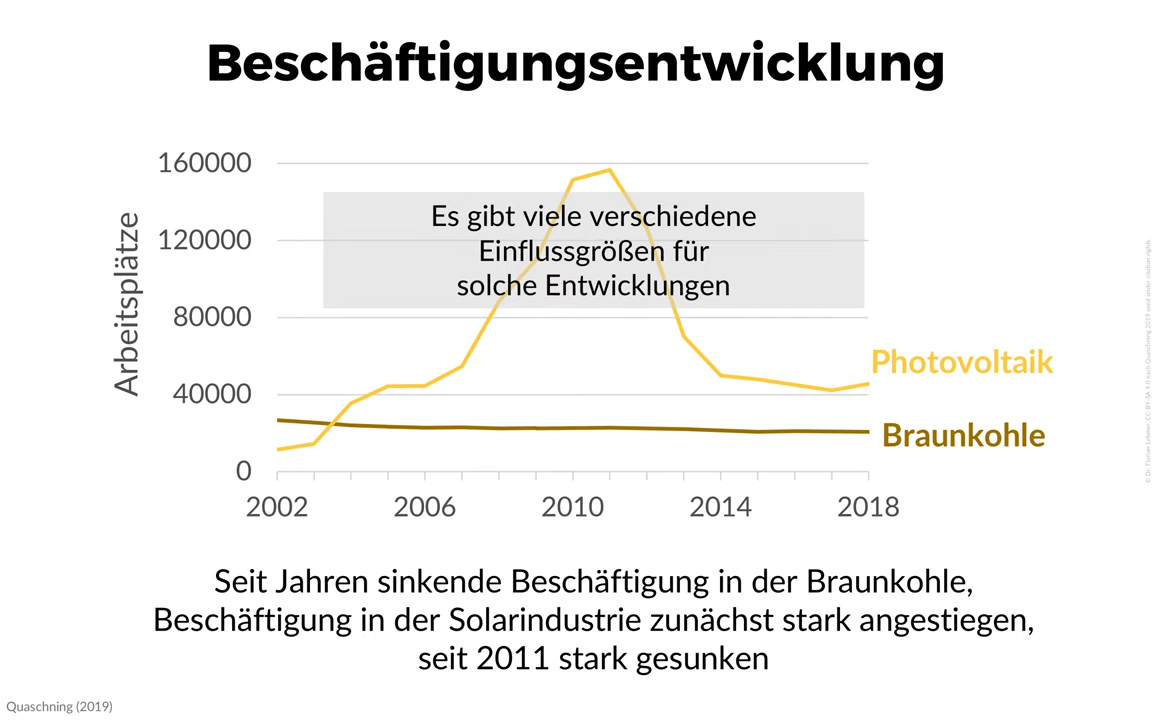 Beschäftigungsentwicklung
160000
120000
80000
40000
0
Arbeitsplätze
Es gibt viele verschiedene
Einflussgrößen für
solche Entwicklungen
Photovoltaik
Braunkohle
2002 2006 2010 2014 2018
Seit Jahren sinkende Beschäftigung in der Braunkohle,
Beschäftigung in der Solarindustrie zunächst stark angestiegen,
seit 2011 stark gesunken
Quaschning (2019)